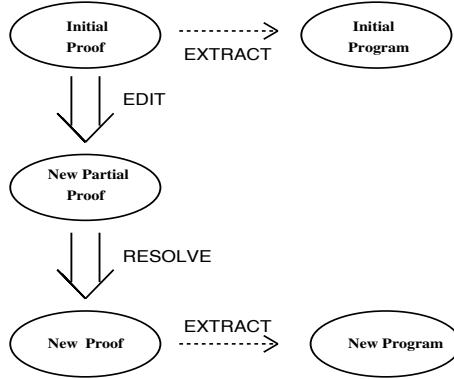 Initial
Proof
EXTRACT
Initial
Program
EDIT
New Partial
Proof
RESOLVE
New Proof
EXTRACT
New Program